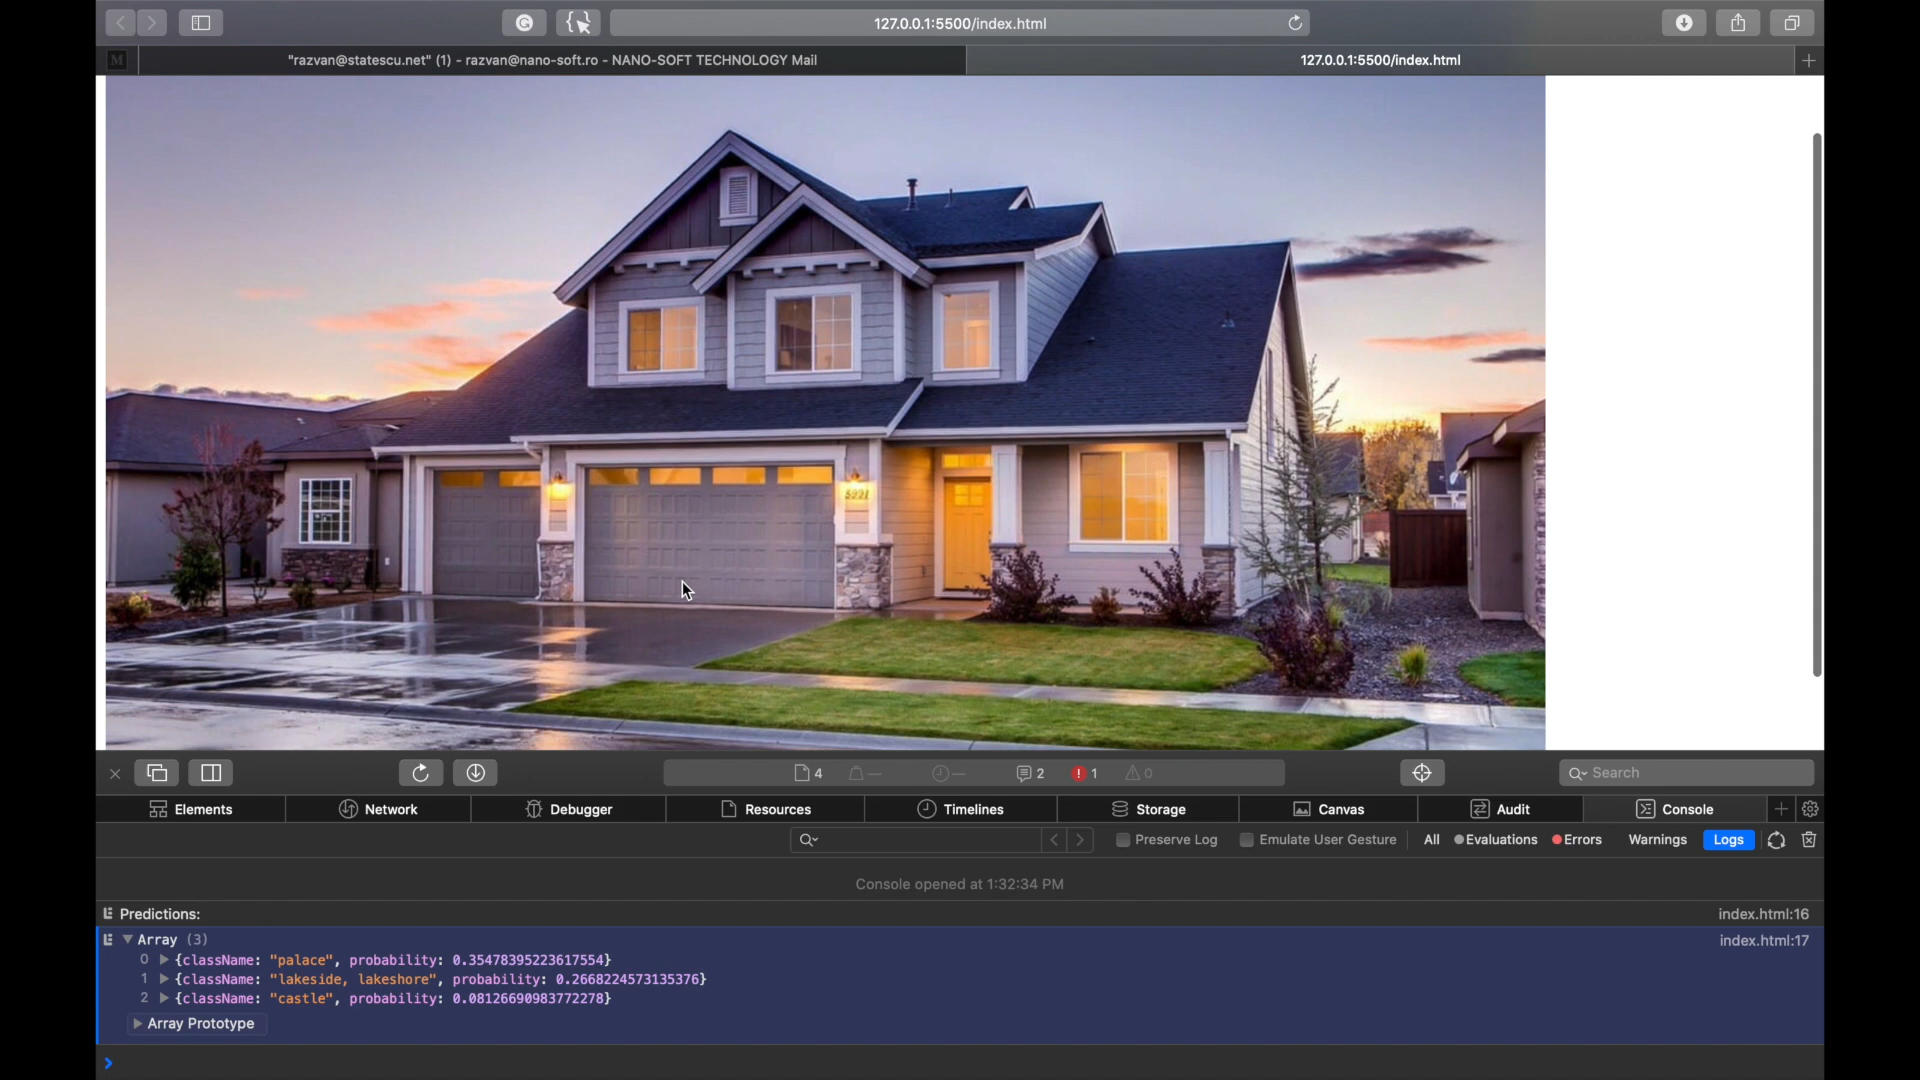 127.0.0.1:5500/index.html
M "razvan@statescu.net" (1) - razvan@nano-soft.ro - NANO-SOFT TECHNOLOGY Mail 127.0.0.1:5500/index.html
5991
4 2 1 0 Search
Elements Network Debugger Resources Timelines Storage Canvas Audit Console
Preserve Log Emulate User Gesture All Evaluations Errors Warnings Logs
Console opened at 1:32:34 PM
Predictions: index.html:16
Array (3) index.html:17
0 {className: "palace", probability: 0.35478395223617554}
1 {className: "lakeside, lakeshore", probability: 0.2668224573135376}
2 {className: "castle", probability: 0.08126690983772278}
Array Prototype